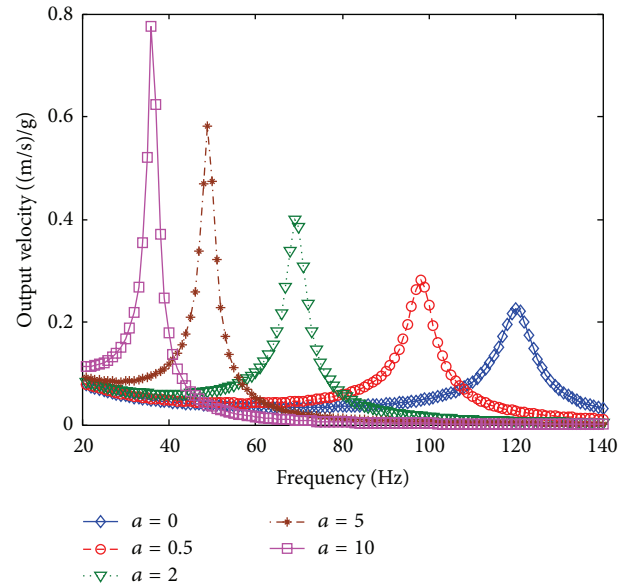 0.8
0.6
0.4
0.2
0
Output velocity ((m/s)/g)
20 40 60 80 100 120 140
Frequency (Hz)
a = 0
a = 0.5
a = 2
a = 5
a = 10